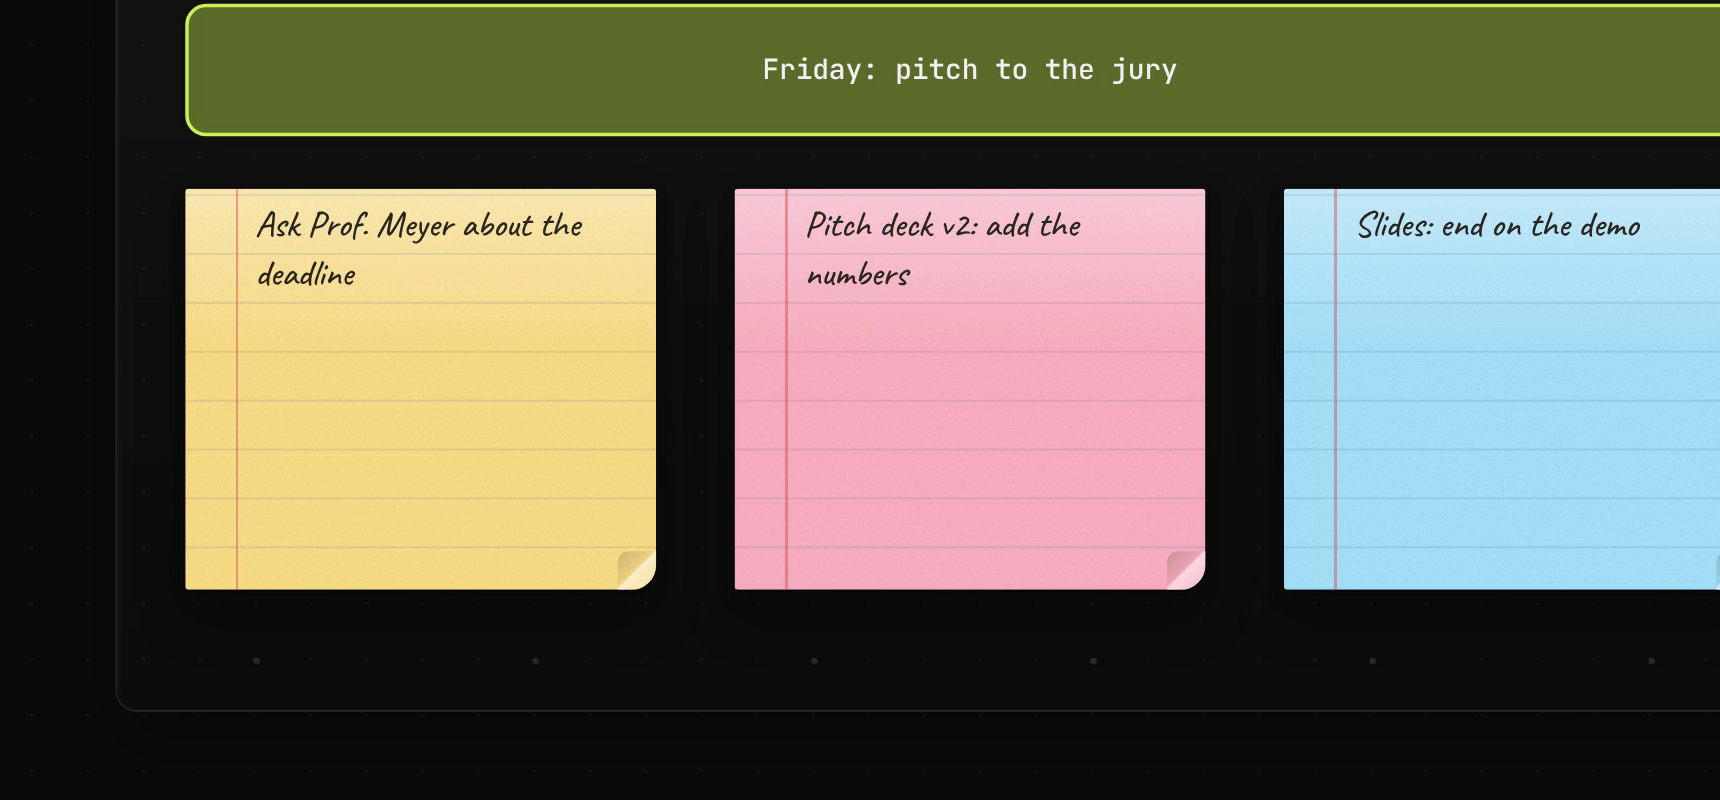 Friday: pitch to the jury
Ask Prof. Meyer about the
deadline
Pitch deck v2: add the
numbers
Slides: end on the demo